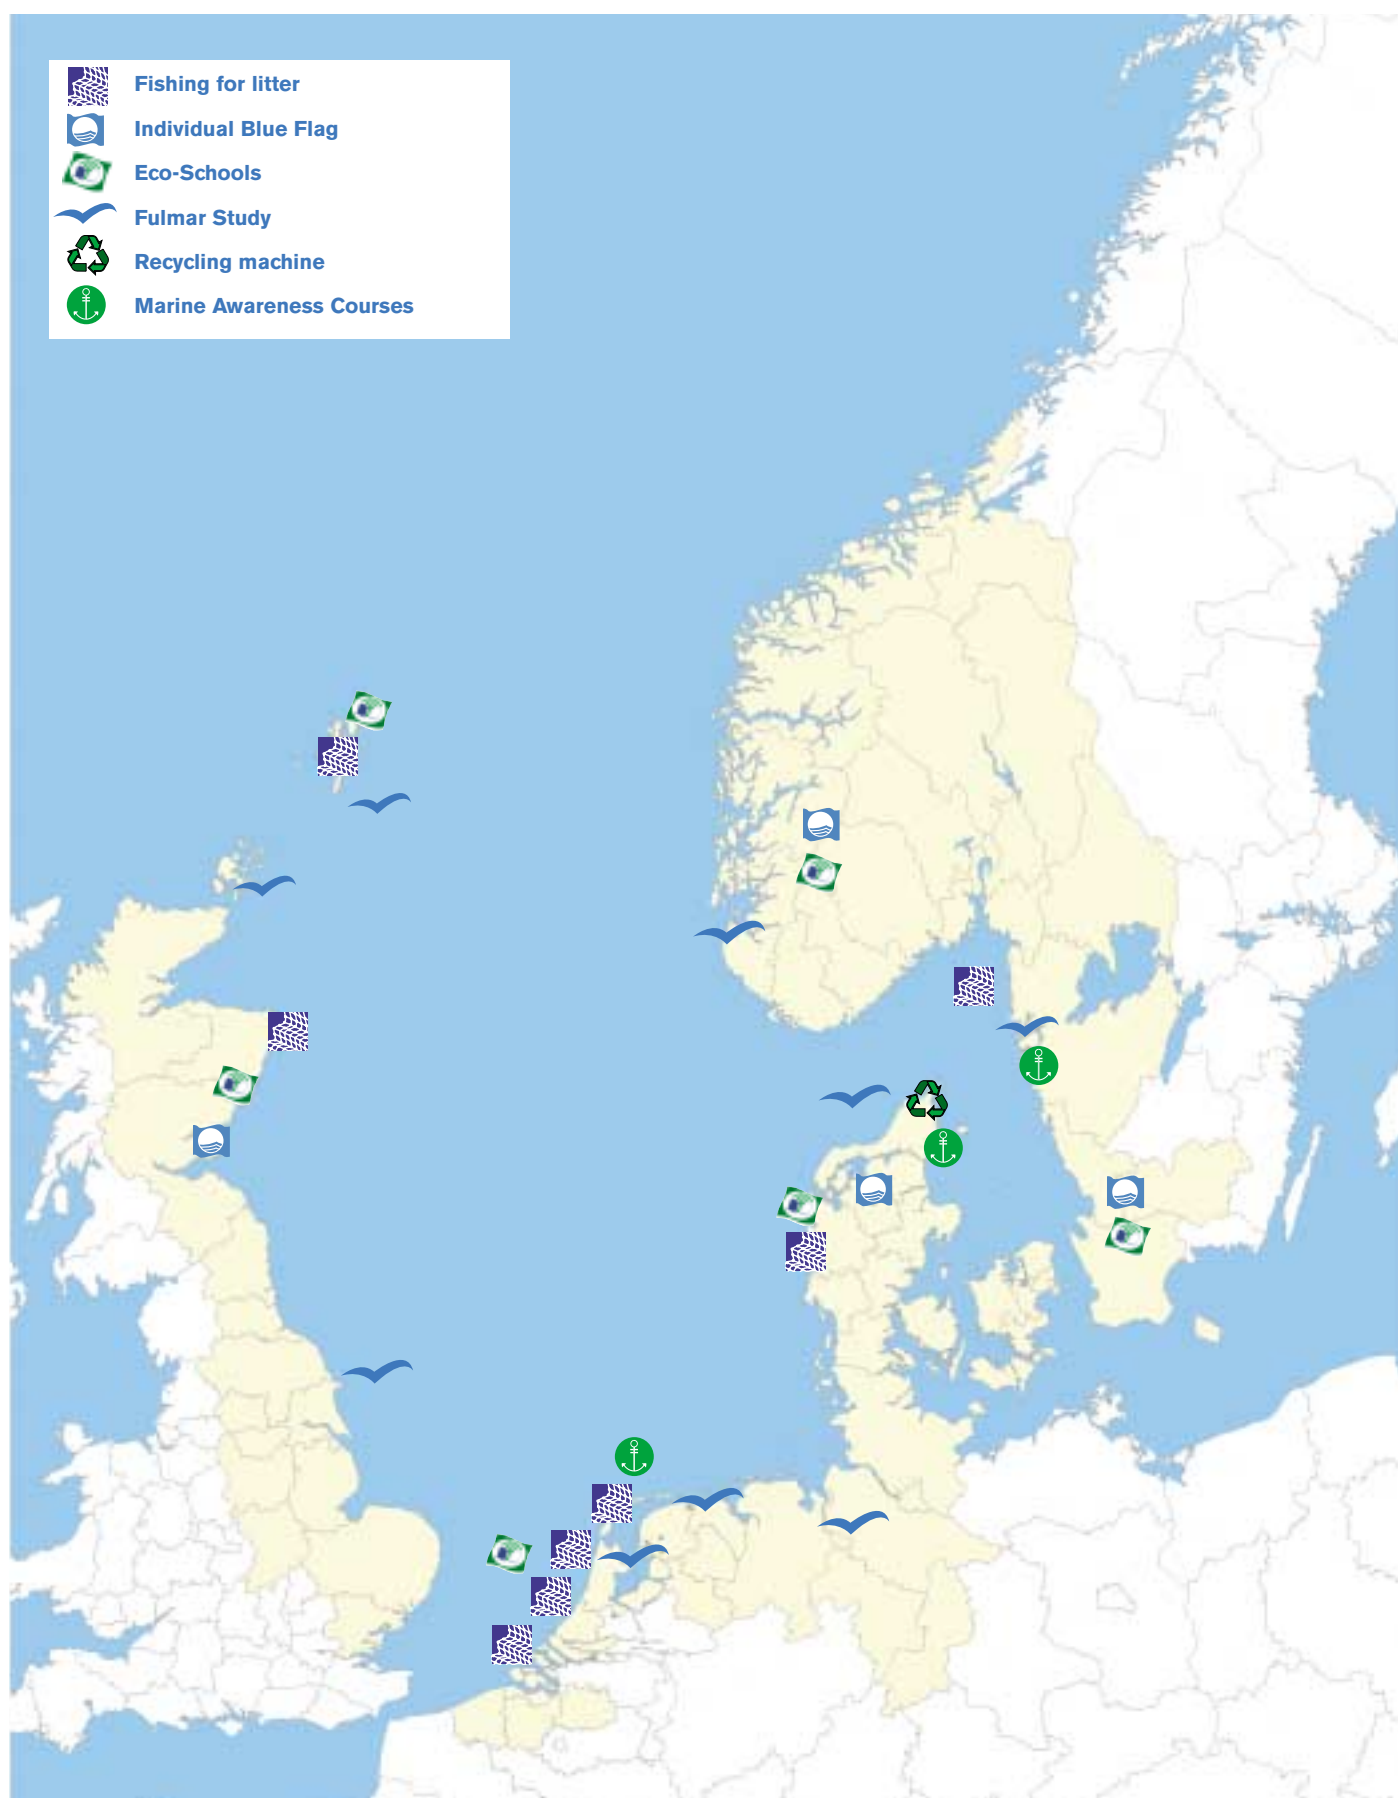 Fishing for litter
Individual Blue Flag
Eco-Schools
Fulmar Study
Recycling machine
Marine Awareness Courses